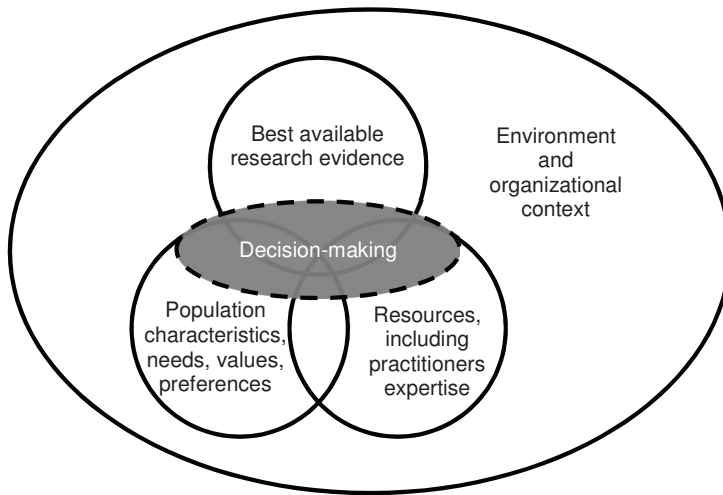 Best available
research evidence
Environment
and
organizational
context
Decision-making
Population
characteristics,
needs, values,
preferences
Resources,
including
practitioners
expertise